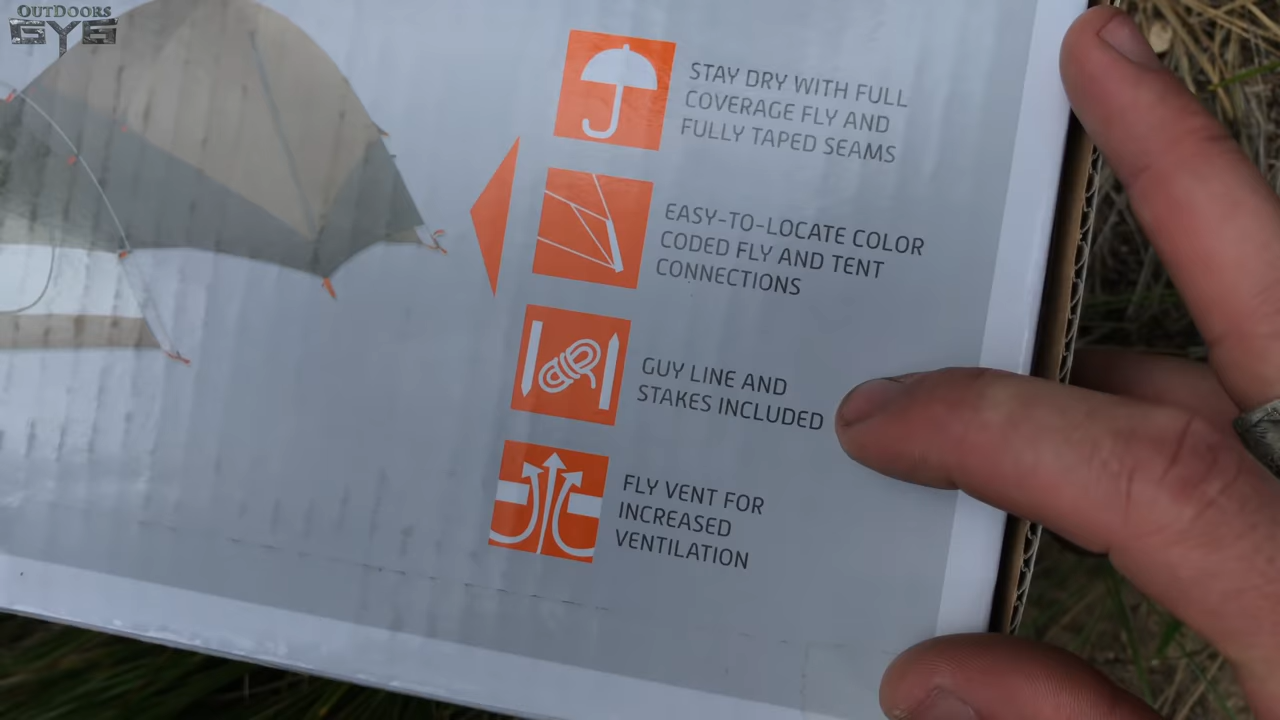 OUTDOORS
GYG
STAY DRY WITH FULL
COVERAGE FLY AND
FULLY TAPED SEAMS
EASY-TO-LOCATE COLOR
CODED FLY AND TENT
CONNECTIONS
GUY LINE AND
STAKES INCLUDED
FLY VENT FOR
INCREASED
VENTILATION